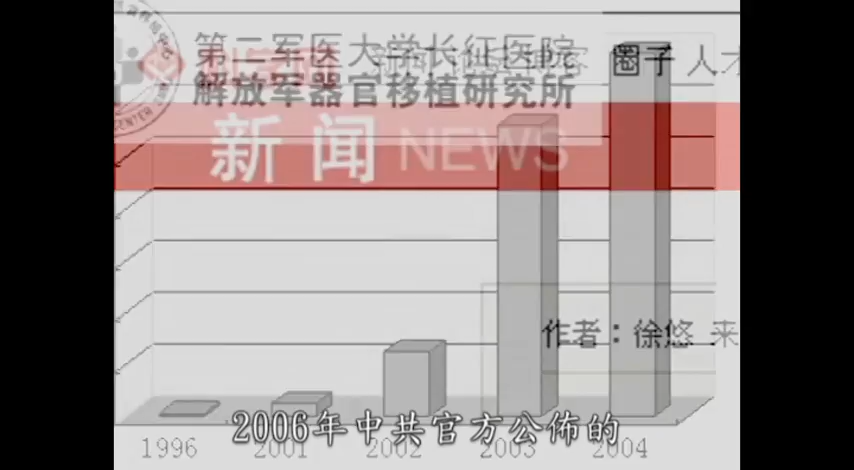 第二军医大学长征医院
圈子 人才
解放军器官移植研究所
新闻 NEWS
作者：徐悠 来
2006年中共官方公佈的
1996 2001 2002 2003 2004